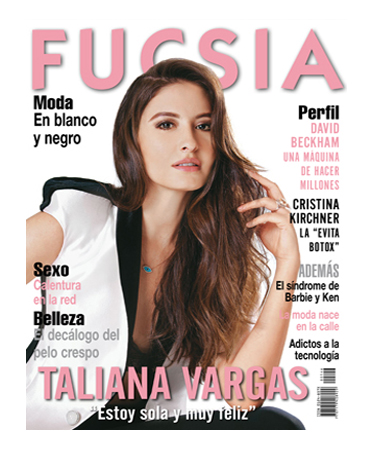 FUCSIA
Moda
En blanco
y negro
Perfil
DAVID
BECKHAM
UNA MÁQUINA
DE HACER
MILLONES
CRISTINA
KIRCHNER
LA "EVITA
BOTOX"
Sexo
Calentura
en la red
ADEMÁS
El síndrome de
Barbie y Ken
La moda nace
en la calle
Belleza
El decálogo del
pelo crespo
Adictos a la
tecnología
TALIANA VARGAS
"Estoy sola y muy feliz"